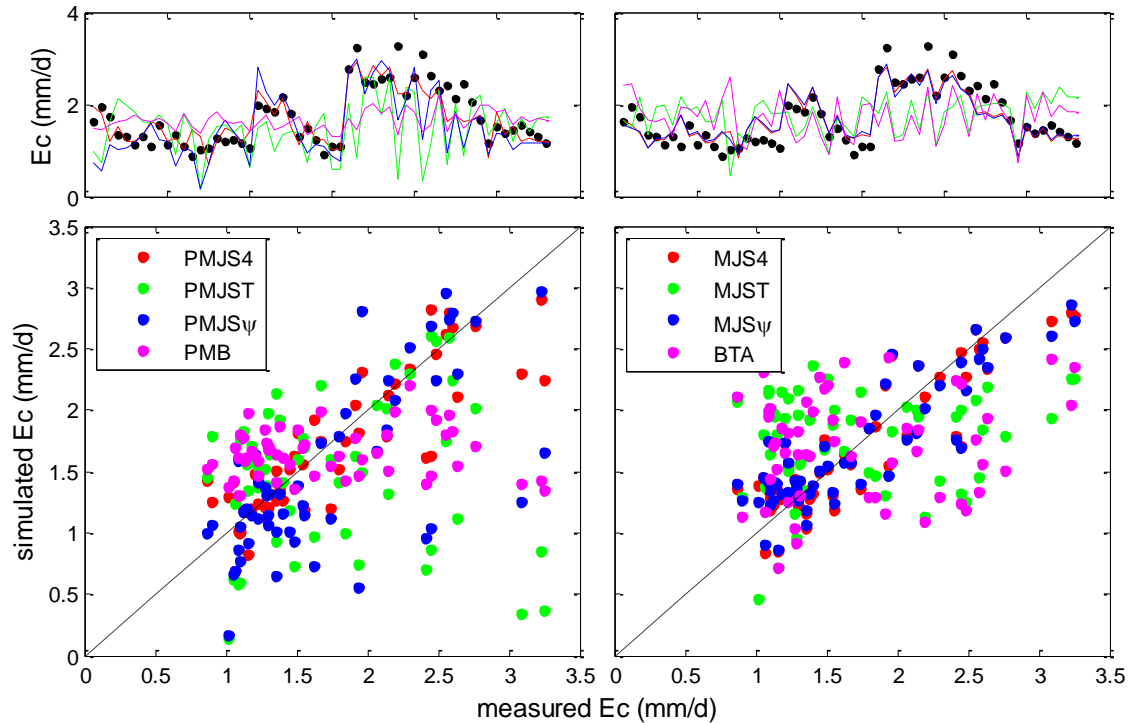 4
2
0
Ec (mm/d)
3.5
3
2.5
2
1.5
1
0.5
0
simulated Ec (mm/d)
PMJS4
PMJST
PMJSψ
PMB
MJS4
MJST
MJSψ
BTA
0 0.5 1 1.5 2 2.5 3 3.5
0 0.5 1 1.5 2 2.5 3 3.5
measured Ec (mm/d)